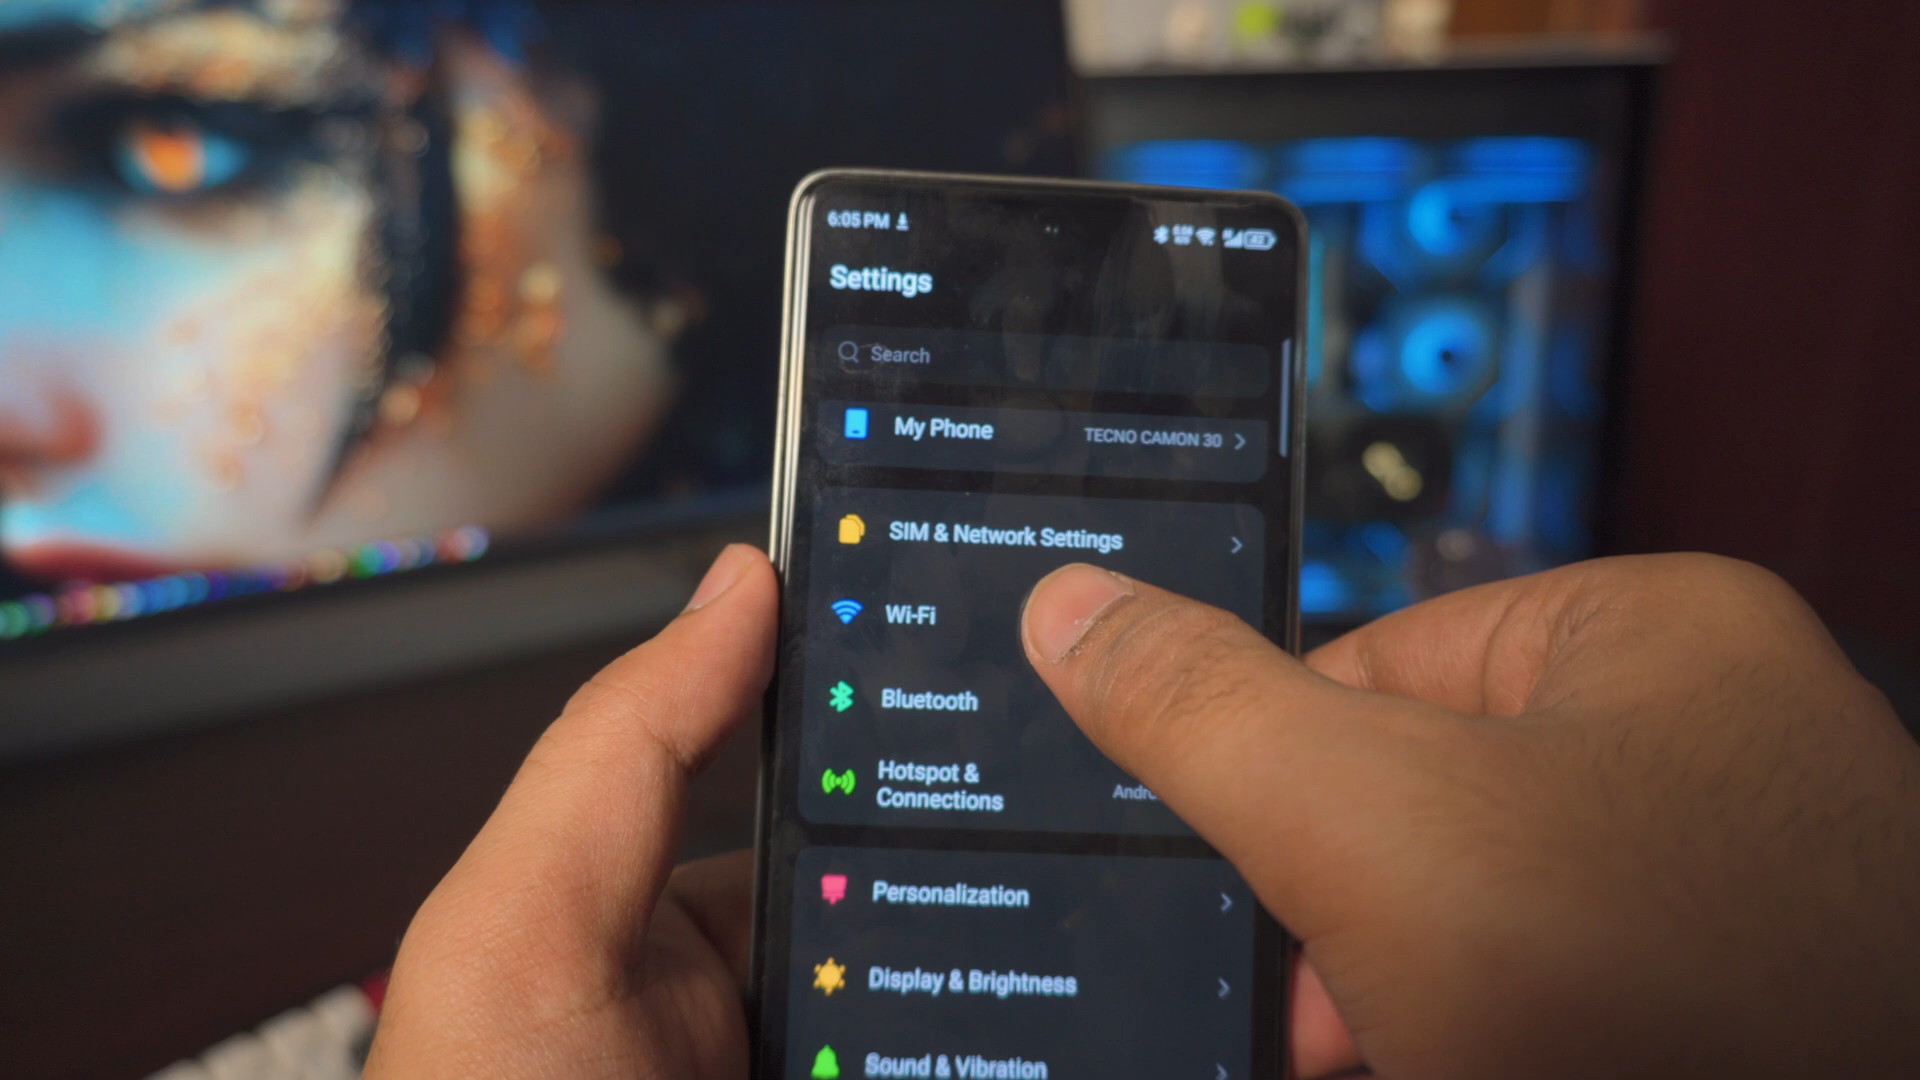 6:05 PM
Settings
Search
My Phone
TECNO CAMON 30
SIM & Network Settings
Wi-Fi
Bluetooth
Hotspot &
Connections
Personalization
Display & Brightness
Sound & Vibration